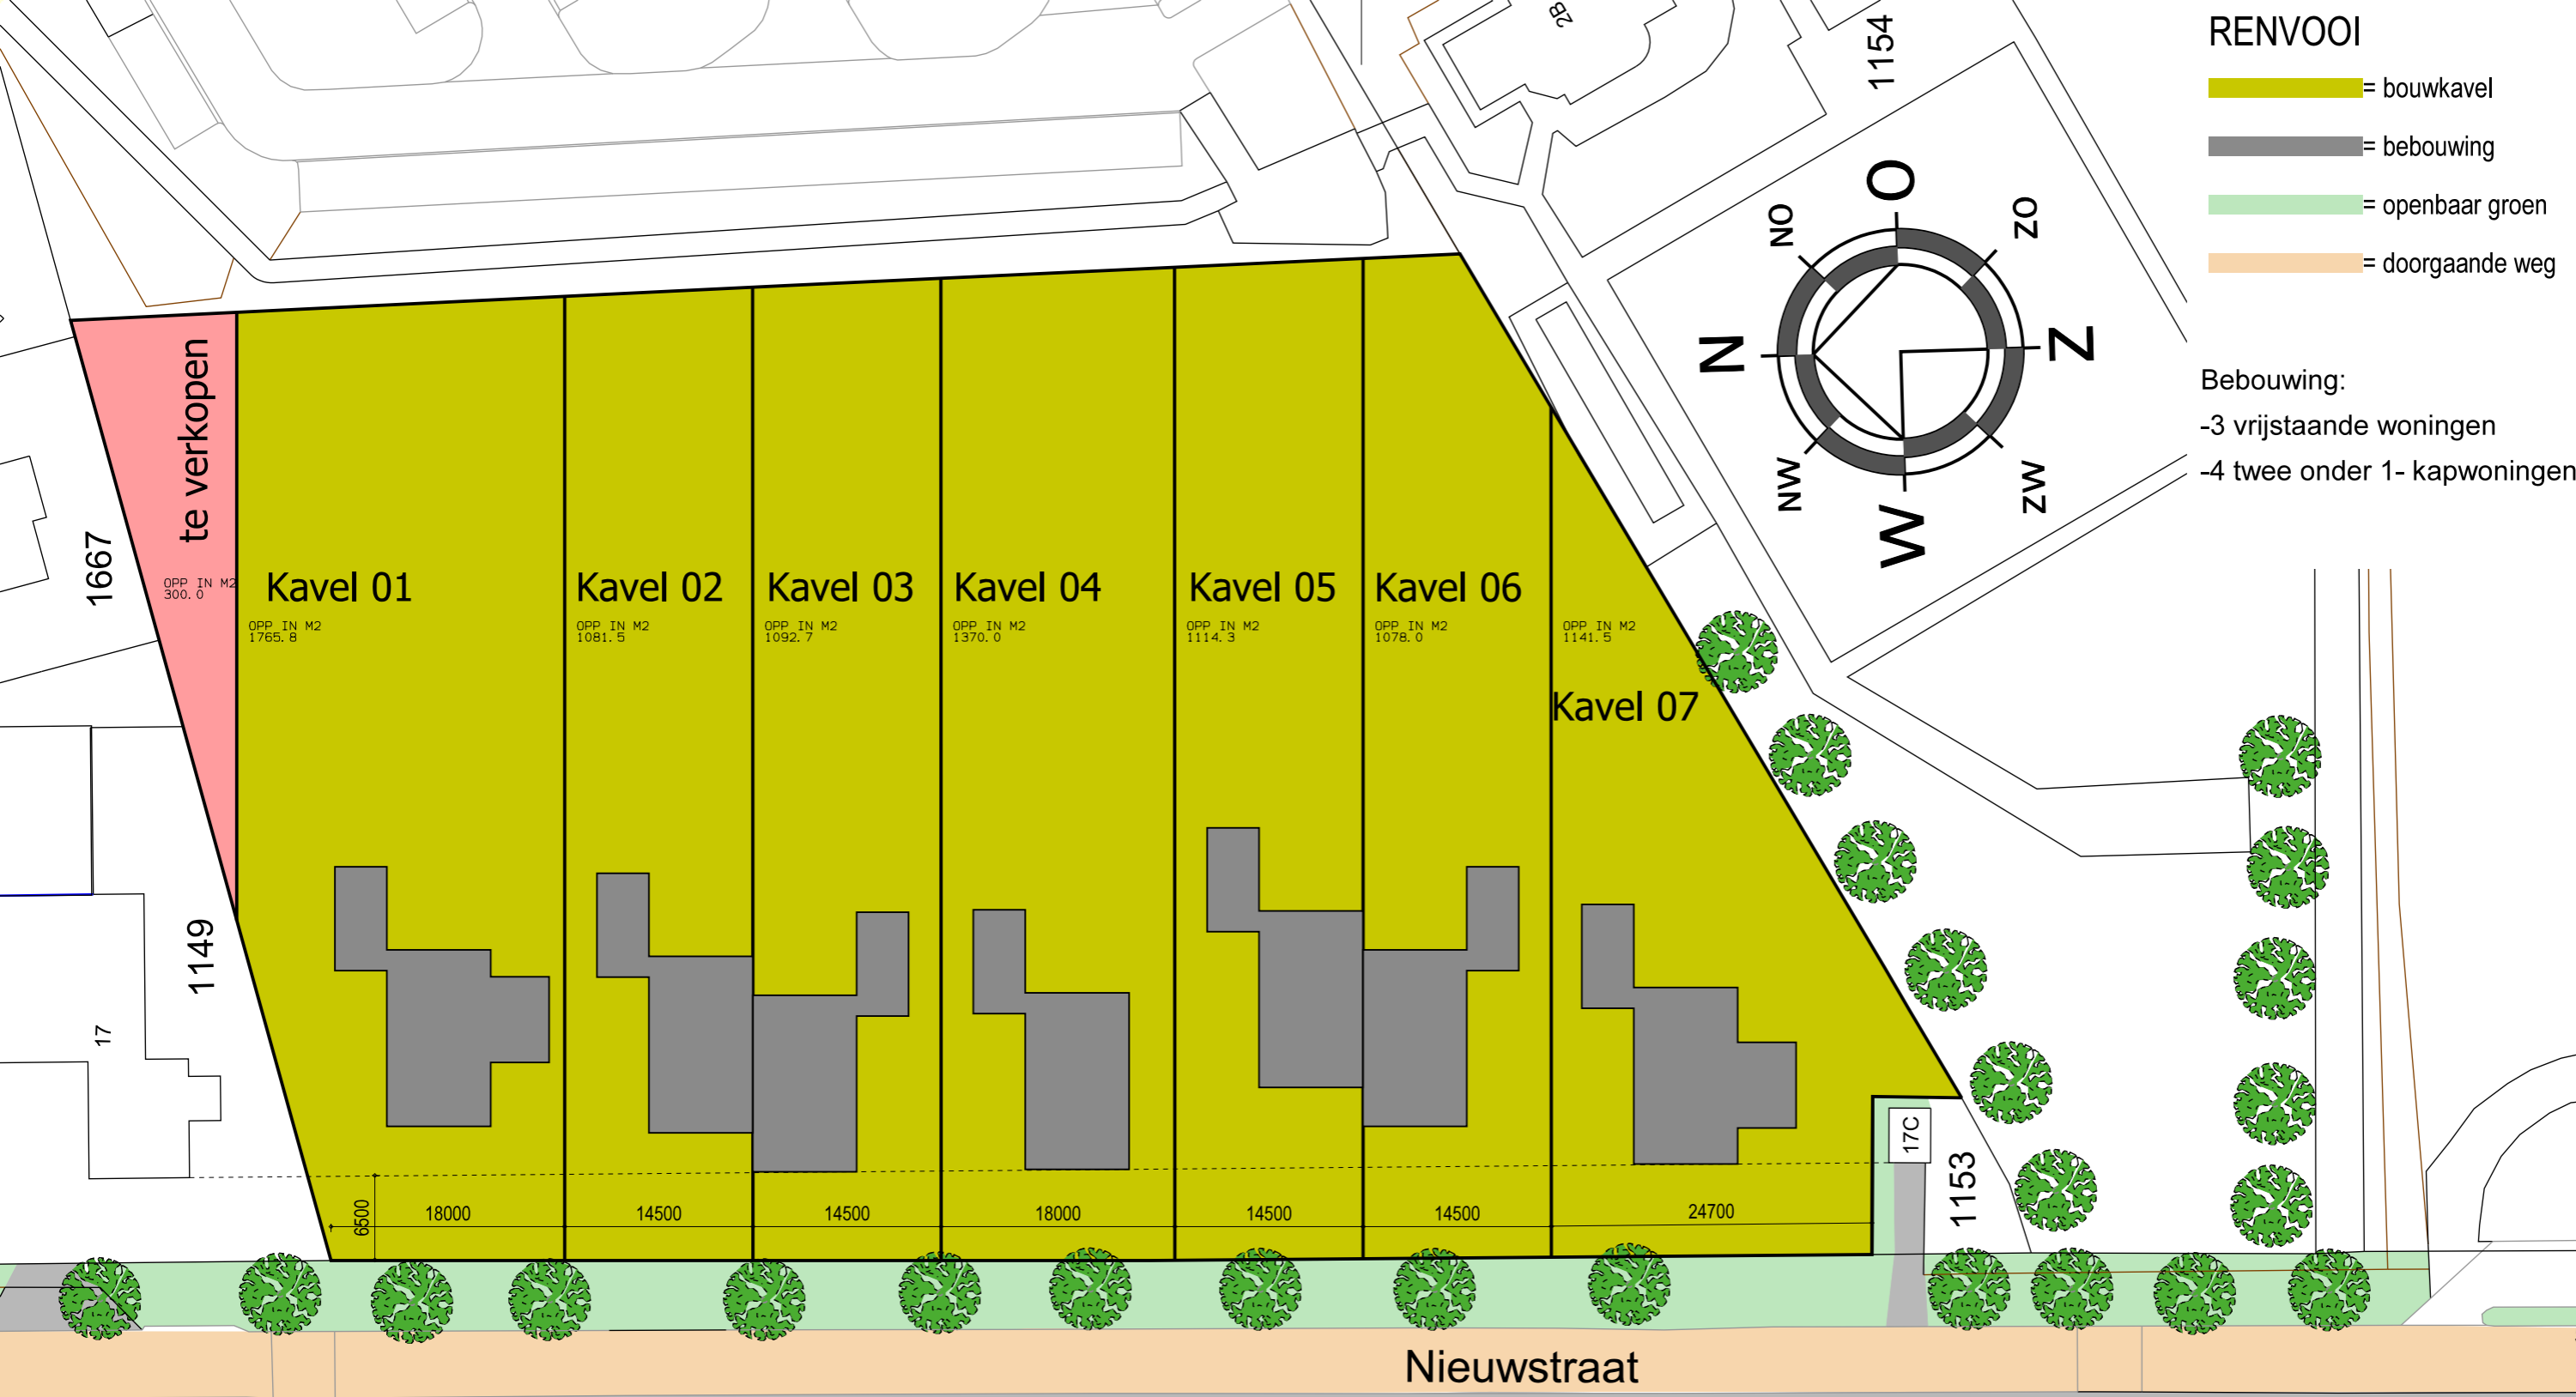 2B
1154
RENVOOI
= bouwkavel
= bebouwing
= openbaar groen
= doorgaande weg
O
NO
ZO
N
Z
NW
ZW
W
Bebouwing:
-3 vrijstaande woningen
-4 twee onder 1- kapwoningen
te verkopen
OPP IN M2
300.0
1667
Kavel 01
OPP IN M2
1765.8
Kavel 02
OPP IN M2
1081.5
Kavel 03
OPP IN M2
1092.7
Kavel 04
OPP IN M2
1370.0
Kavel 05
OPP IN M2
1114.3
Kavel 06
OPP IN M2
1078.0
OPP IN M2
1141.5
Kavel 07
1149
17
17C
1153
6500
18000
14500
14500
18000
14500
14500
24700
Nieuwstraat